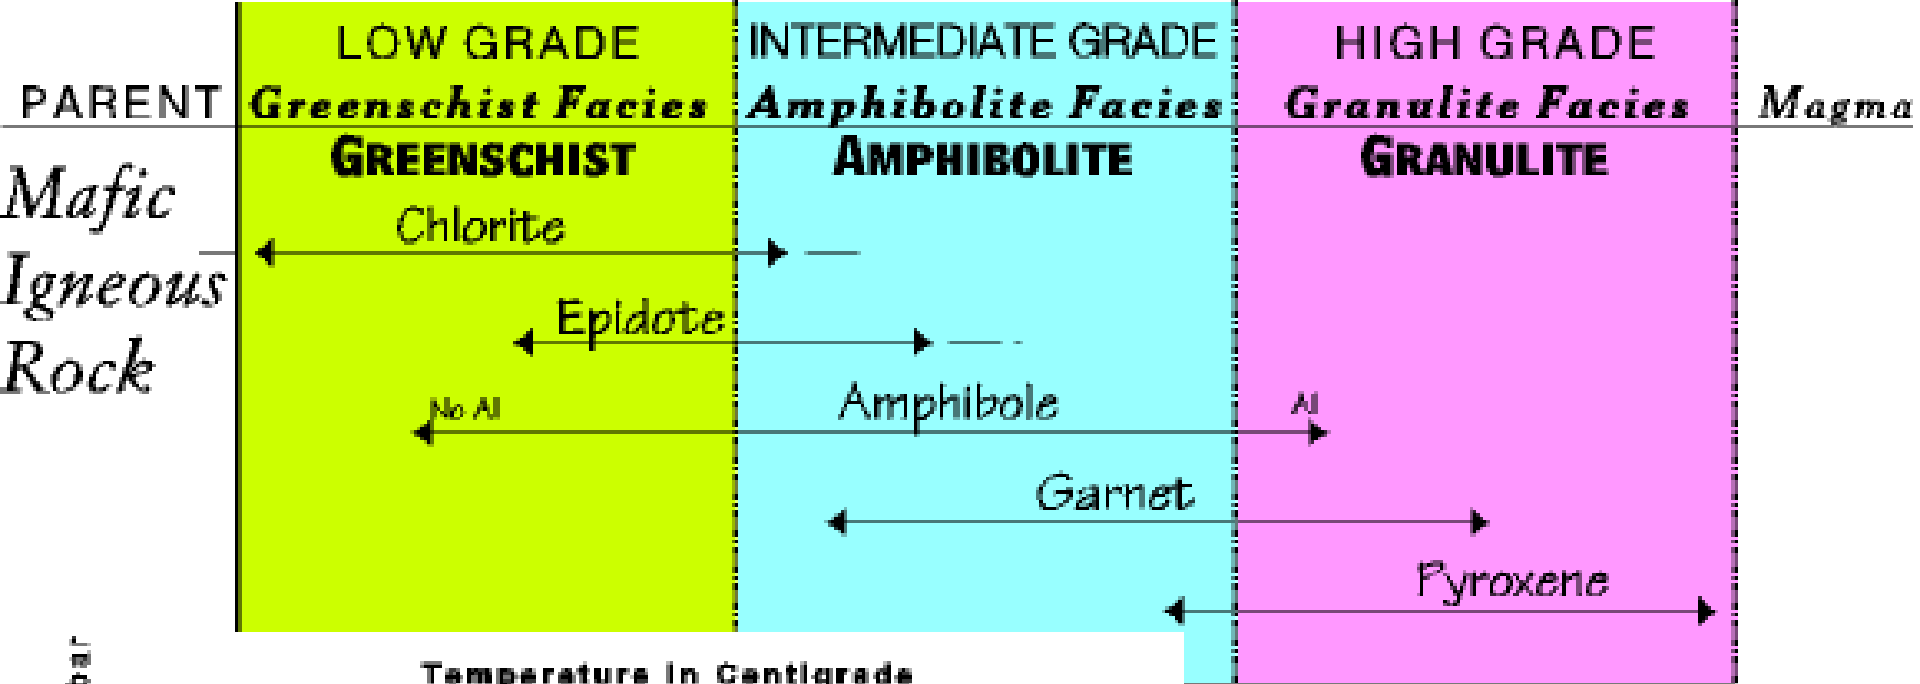 LOW GRADE INTERMEDIATE GRADE HIGH GRADE
PARENT Greenschist Facies Amphibolite Facies Granulite Facies Magma
GREENSCHIST AMPHIBOLITE GRANULITE
Mafic
Igneous
Rock
Chlorite
Epidote
No Al Amphibole Al
Garnet
Pyroxene
Temperature in Centigrade